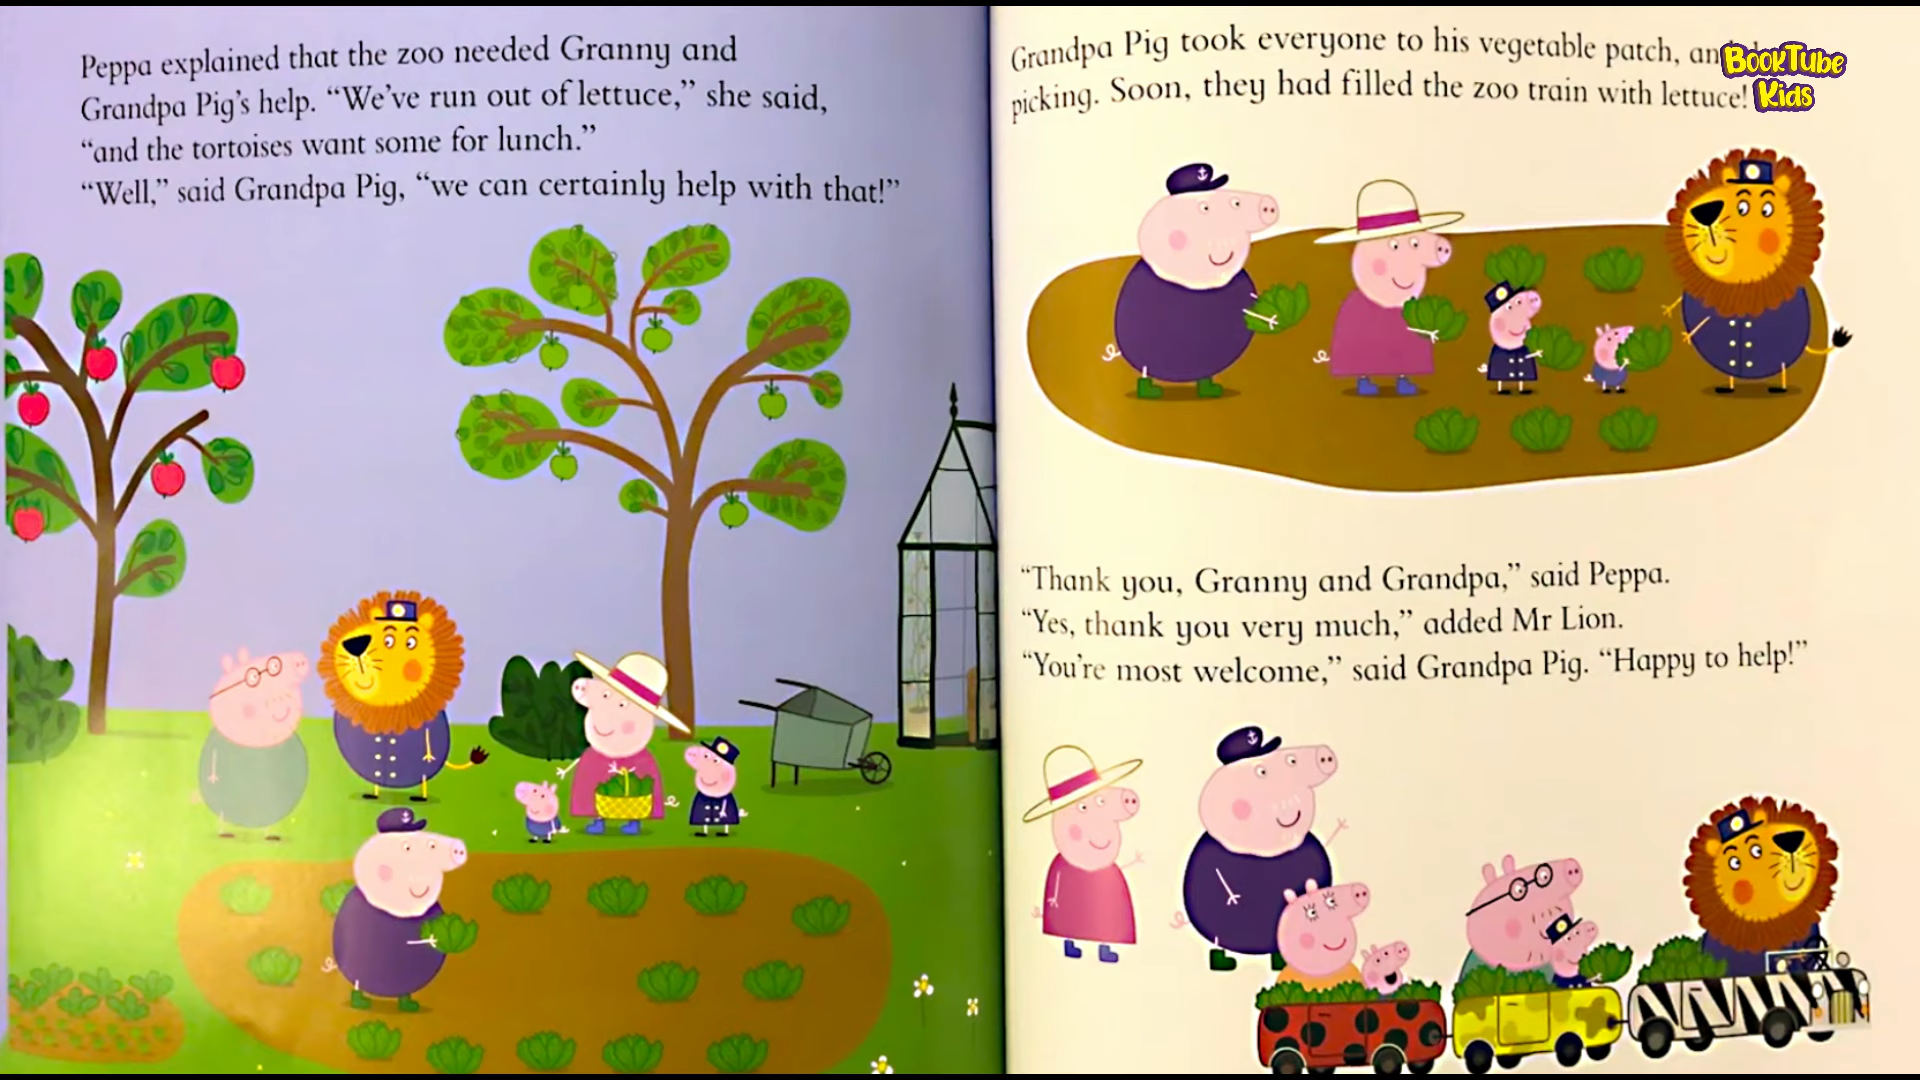 Peppa explained that the zoo needed Granny and
Grandpa Pig's help. “We've run out of lettuce,” she said,
“and the tortoises want some for lunch.”
“Well,” said Grandpa Pig, “we can certainly help with that!”
Grandpa Pig took everyone to his vegetable patch, and
picking. Soon, they had filled the zoo train with lettuce!
BookTube
Kids
“Thank you, Granny and Grandpa,” said Peppa.
“Yes, thank you very much,” added Mr Lion.
“You're most welcome,” said Grandpa Pig. “Happy to help!”